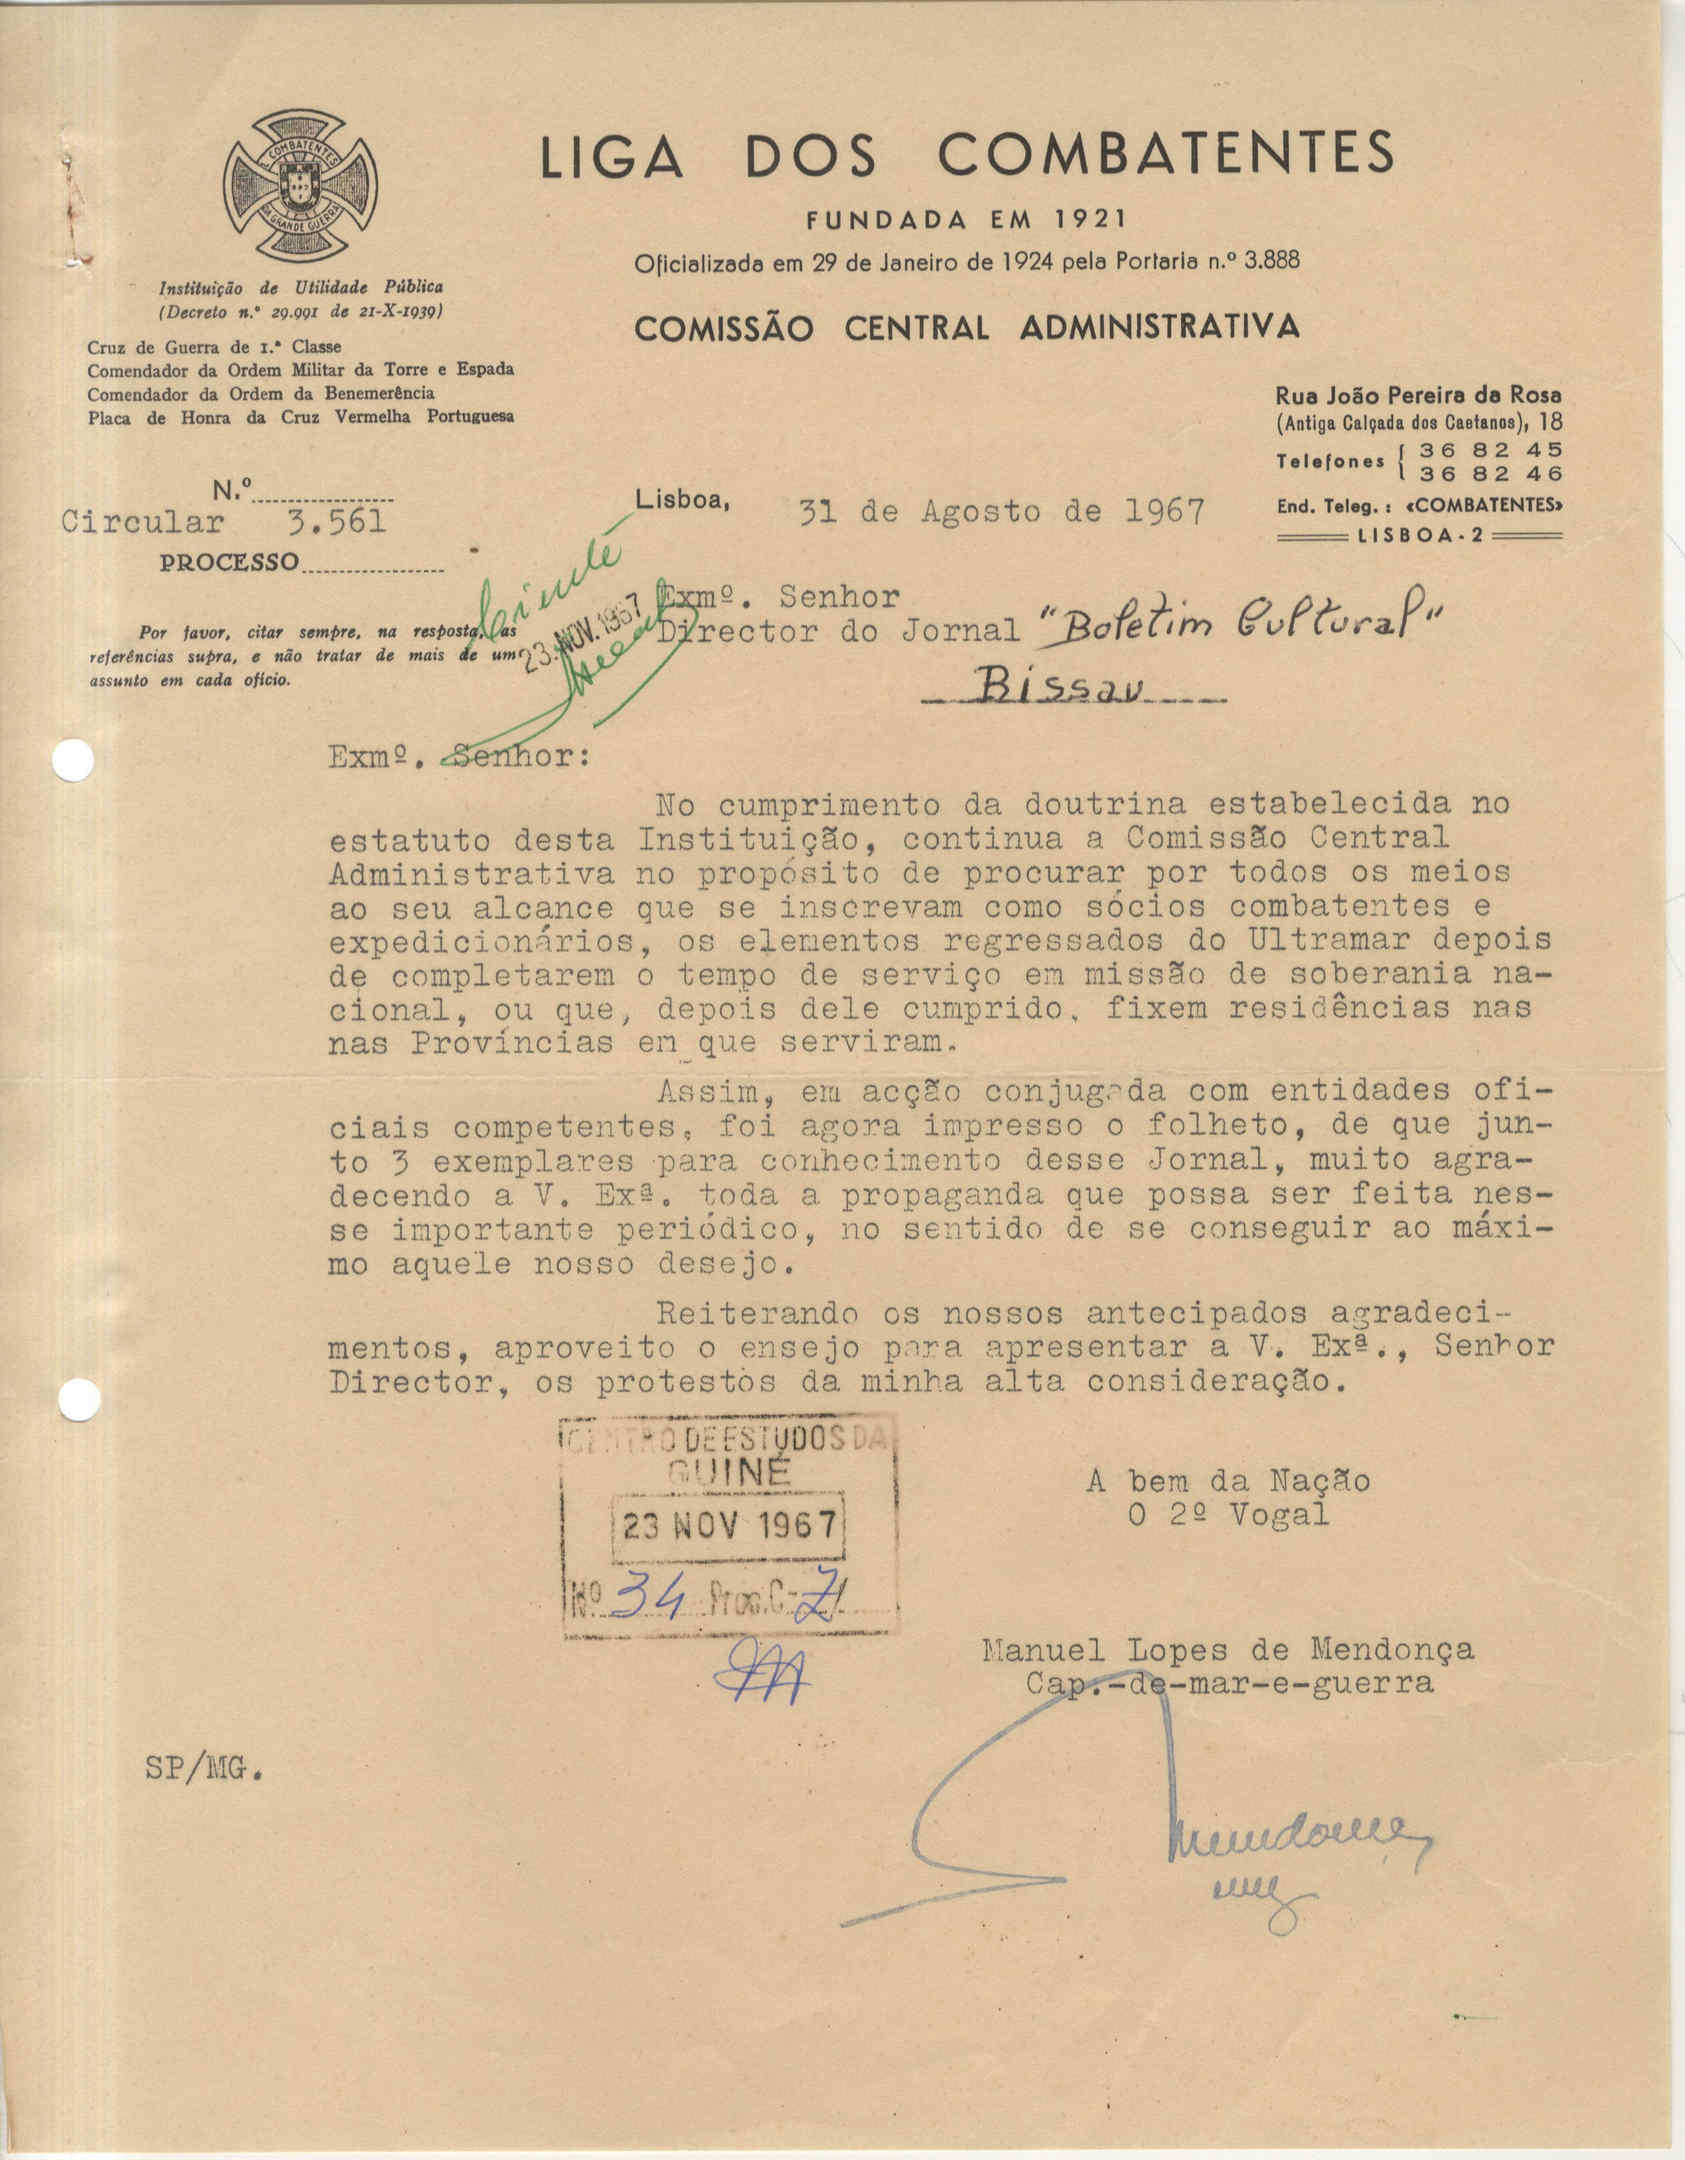 COMBATENTES
DA GRANDE GUERRA
LIGA DOS COMBATENTES
FUNDADA EM 1921
Oficializada em 29 de Janeiro de 1924 pela Portaria n.º 3.888
COMISSÃO CENTRAL ADMINISTRATIVA
Instituição de Utilidade Pública
(Decreto n.º 29.991 de 21-X-1939)
Cruz de Guerra de 1.ª Classe
Comendador da Ordem Militar da Torre e Espada
Comendador da Ordem da Benemerência
Placa de Honra da Cruz Vermelha Portuguesa
Rua João Pereira da Rosa
(Antiga Calçada dos Caetanos), 18
Telefones { 36 82 45
36 82 46
End. Teleg.: «COMBATENTES»
LISBOA-2
N.º
Circular 3.561
PROCESSO
Lisboa, 31 de Agosto de 1967
Por favor, citar sempre, na resposta, as
referências supra, e não tratar de mais de um
assunto em cada ofício.
Ciente
23.NOV.1967
Exmº. Senhor
Director do Jornal "Boletim Cultural"
Bissau
Exmº. Senhor:
No cumprimento da doutrina estabelecida no
estatuto desta Instituição, continua a Comissão Central
Administrativa no propósito de procurar por todos os meios
ao seu alcance que se inscrevam como sócios combatentes e
expedicionários, os elementos regressados do Ultramar depois
de completarem o tempo de serviço em missão de soberania na-
cional, ou que, depois dele cumprido, fixem residências nas
nas Províncias em que serviram.
Assim, em acção conjugada com entidades ofi-
ciais competentes, foi agora impresso o folheto, de que jun-
to 3 exemplares para conhecimento desse Jornal, muito agra-
decendo a V. Exª. toda a propaganda que possa ser feita nes-
se importante periódico, no sentido de se conseguir ao máxi-
mo aquele nosso desejo.
Reiterando os nossos antecipados agradeci-
mentos, aproveito o ensejo para apresentar a V. Exª., Senhor
Director, os protestos da minha alta consideração.
CENTRO DE ESTUDOS DA
GUINÉ
23 NOV 1967
Nº 34 Proc. C-7/
A bem da Nação
O 2º Vogal
Manuel Lopes de Mendonça
Cap.-de-mar-e-guerra
SP/MG.
Mendonça